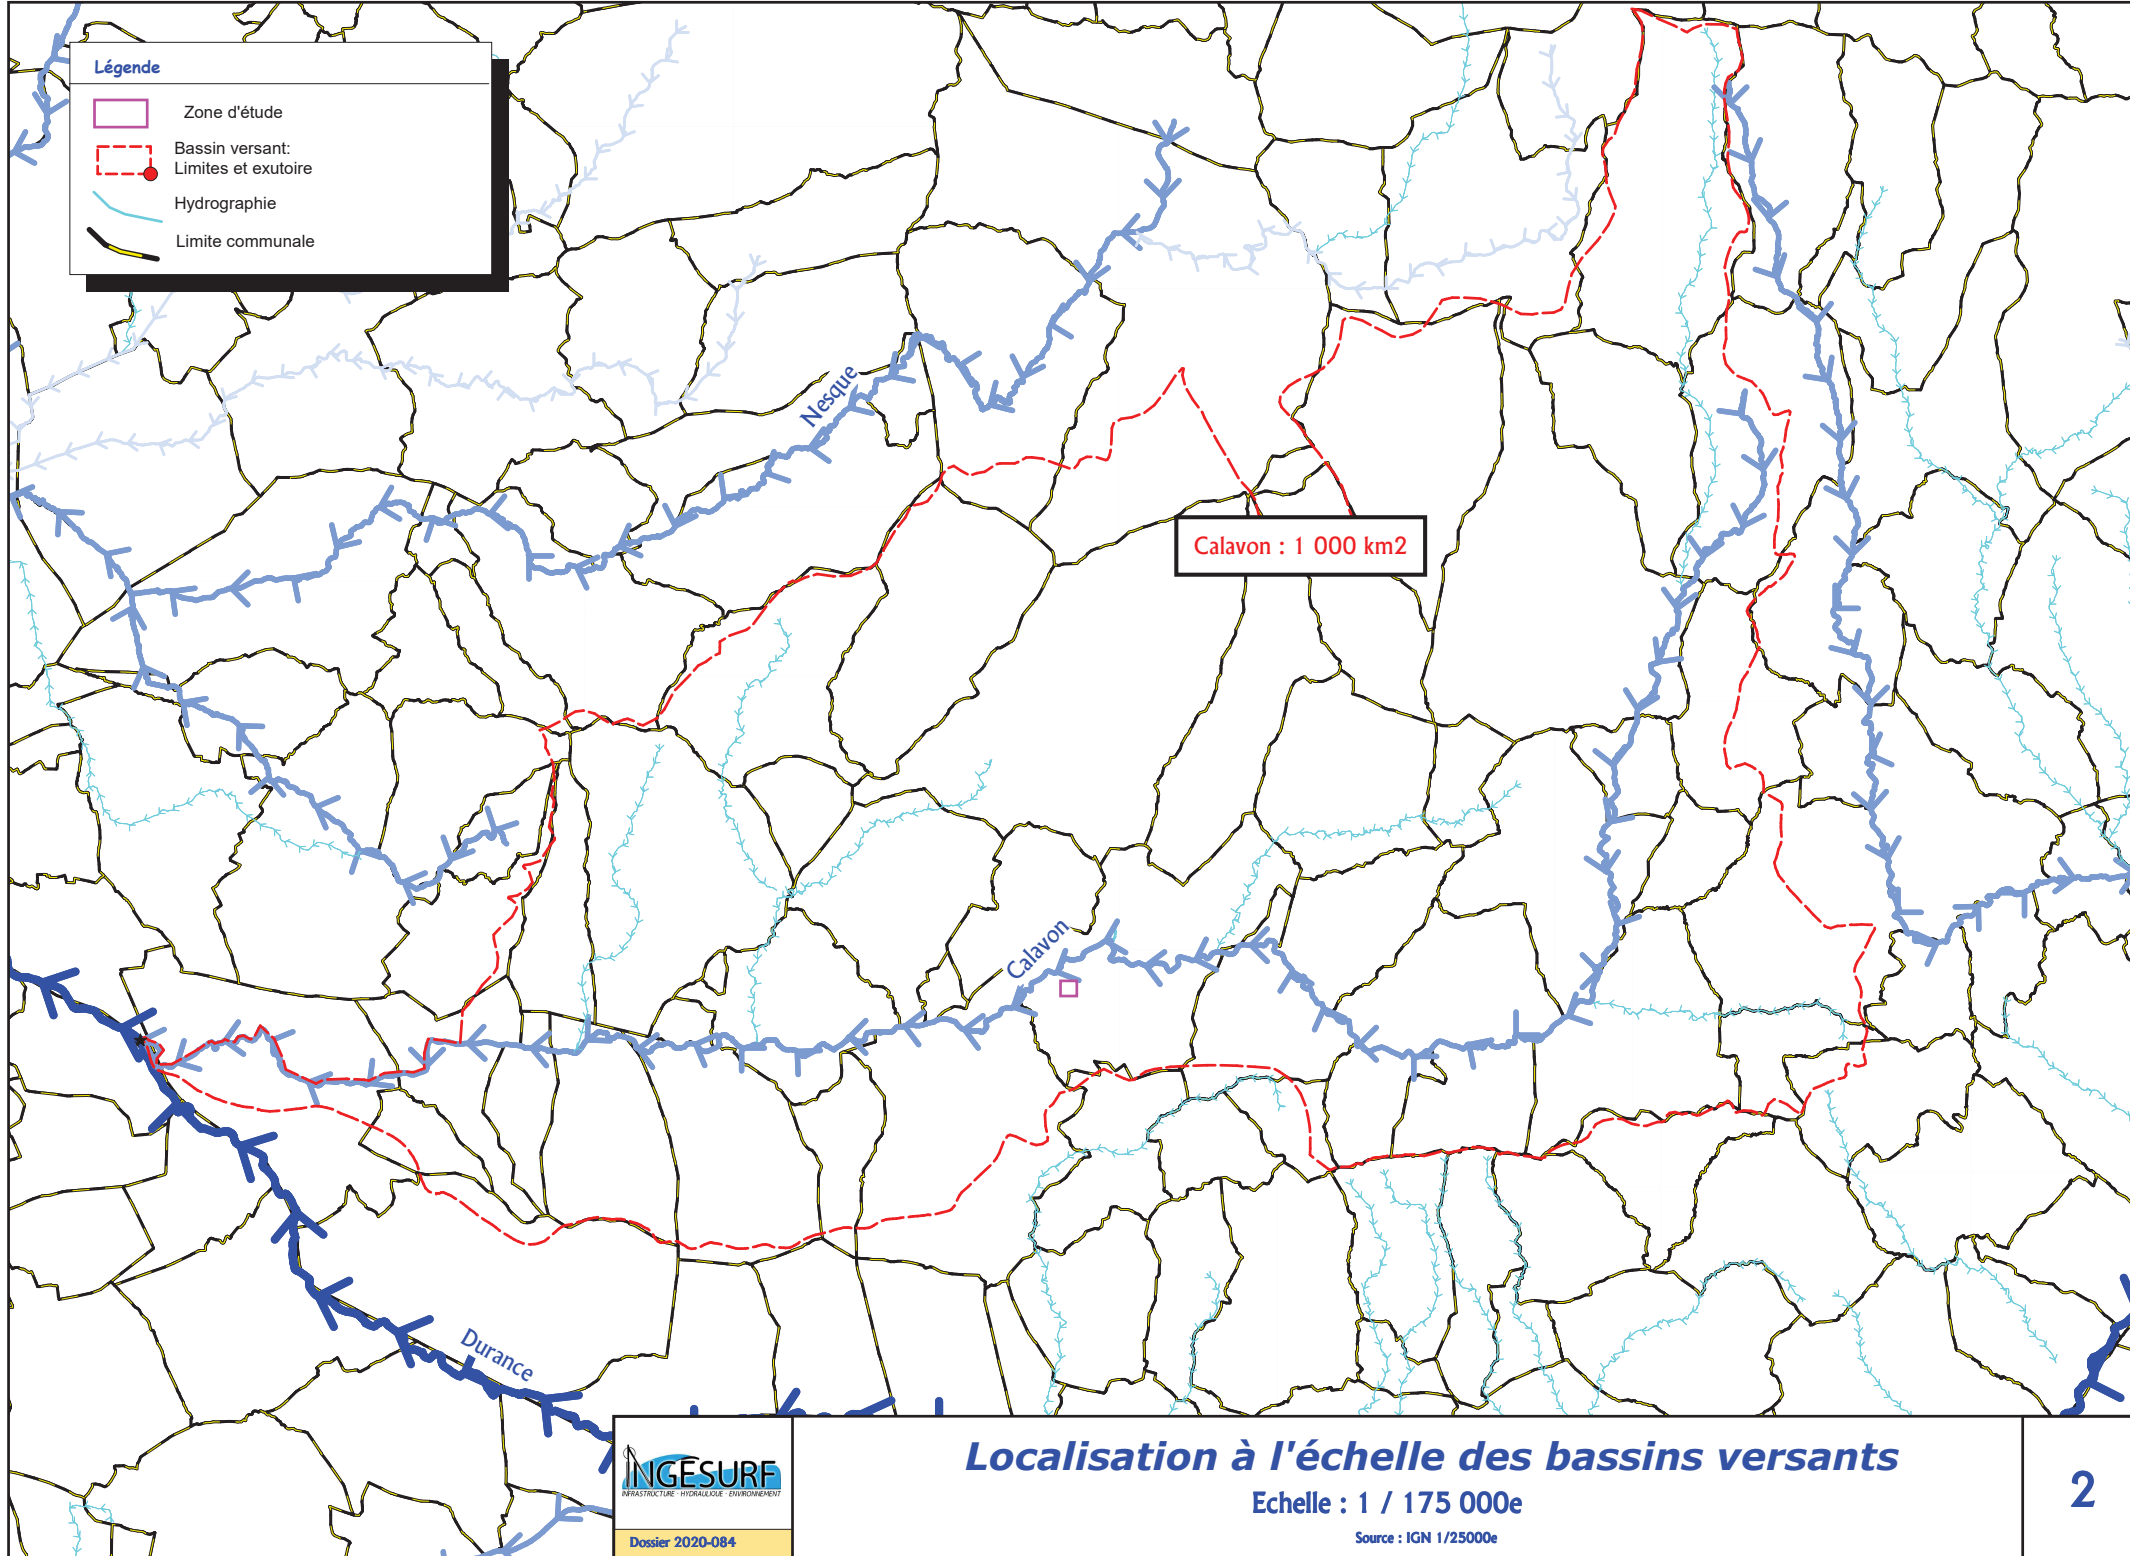 Légende
Zone d'étude
Bassin versant:
Limites et exutoire
Hydrographie
Limite communale
Nesque
Calavon : 1 000 km2
Calavon
Durance
INGESURF
INFRASTRUCTURE - HYDRAULIQUE - ENVIRONNEMENT
Dossier 2020-084
Localisation à l'échelle des bassins versants
Echelle : 1 / 175 000e
Source : IGN 1/25000e
2